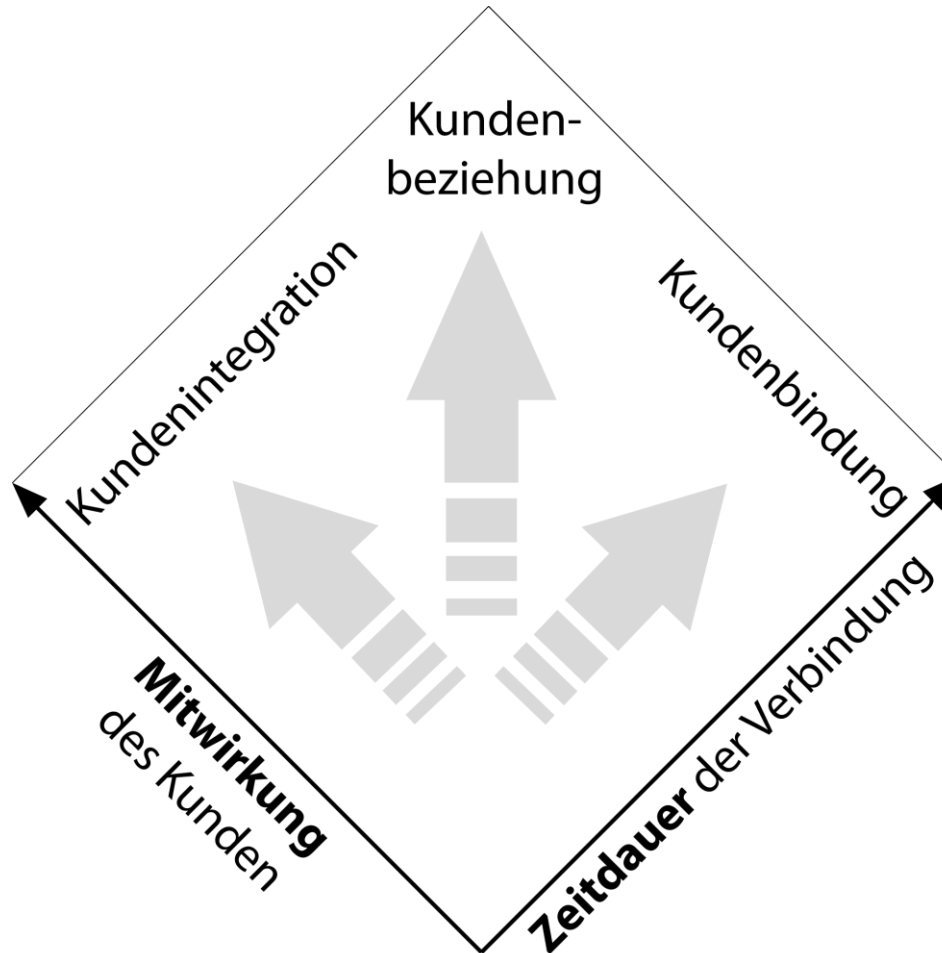 Kunden-
beziehung
Kundenintegration
Kundenbindung
Mitwirkung
des Kunden
Zeitdauer der Verbindung